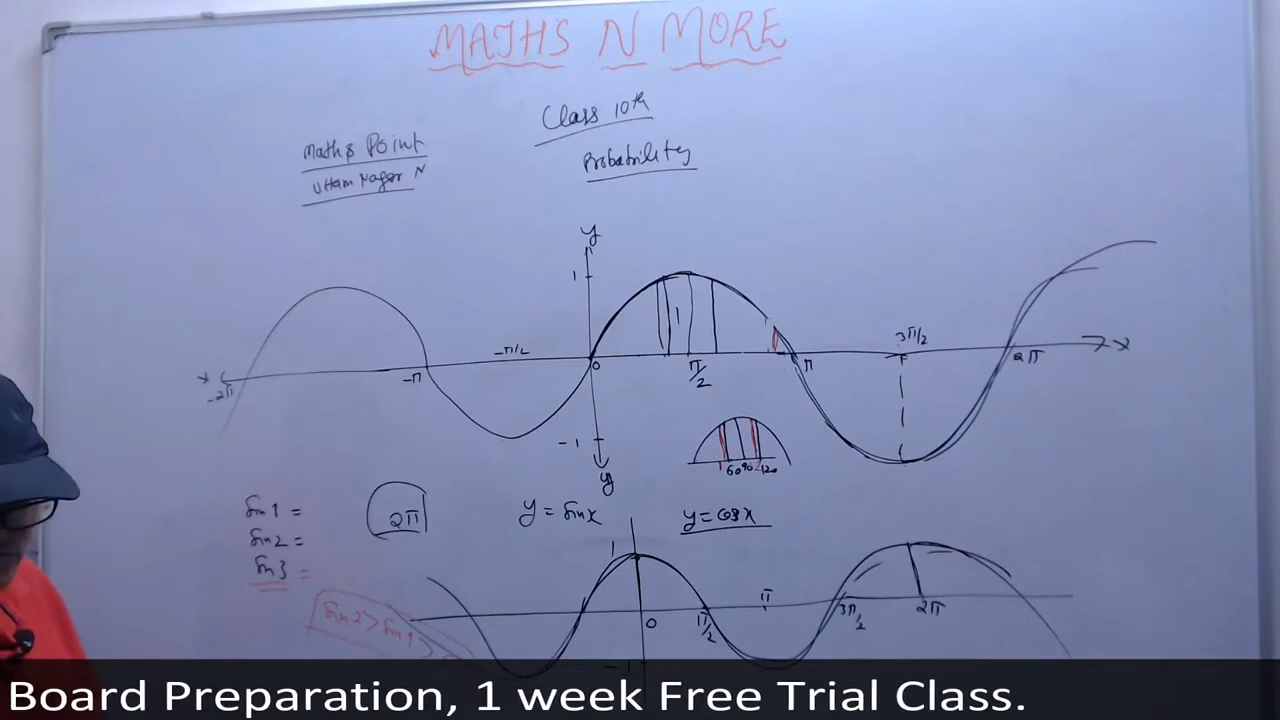 MATHS N MORE
Class 10th
Maths Point
Uttam Nagar N
Probability
y
1
1
-π/2
3π/2
x
-2π
-π
0
π/2
π
2π
x
-1
60 90 120
y
Sin1 =
2π
y = Sinx
y = cosx
Sin2 =
1
Sin3 =
Sin2 > Sin1 >
0
π/2
π
3π/2
2π
-1
Board Preparation, 1 week Free Trial Class.